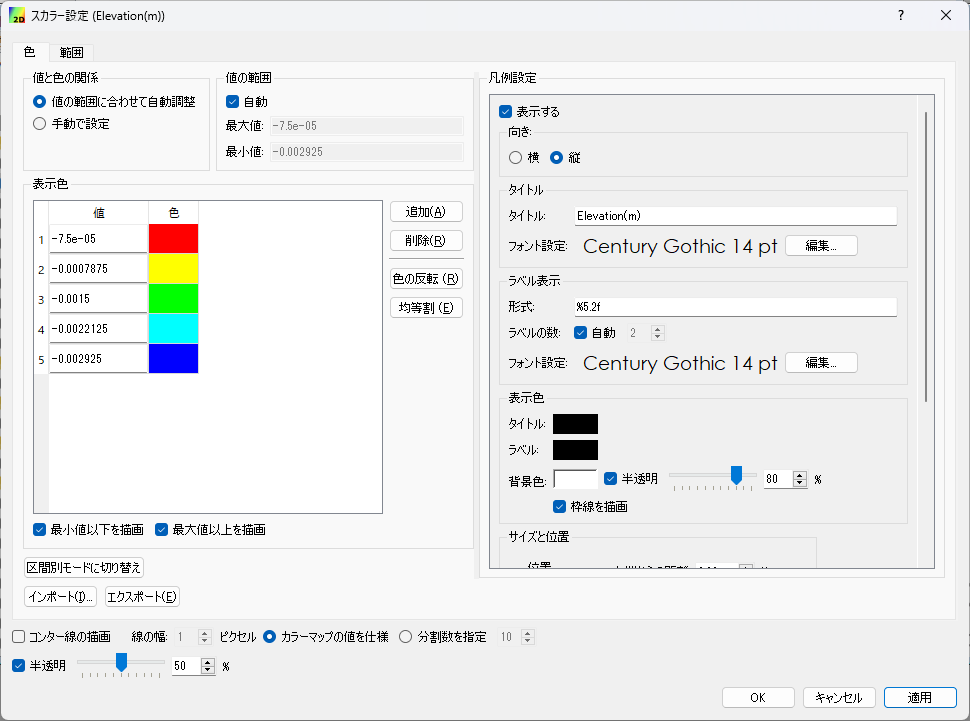 2D
スカラー設定 (Elevation(m))
?
色
範囲
値と色の関係
値の範囲に合わせて自動調整
手動で設定
値の範囲
自動
最大値: -7.5e-05
最小値: -0.002925
表示色
値 色
1 -7.5e-05
2 -0.0007875
3 -0.0015
4 -0.0022125
5 -0.002925
追加(A)
削除(R)
色の反転 (R)
均等割 (E)
最小値以下を描画
最大値以上を描画
区間別モードに切り替え
インポート(I)...
エクスポート(E)
凡例設定
表示する
向き:
横
縦
タイトル
タイトル: Elevation(m)
フォント設定: Century Gothic 14 pt 編集...
ラベル表示
形式: %5.2f
ラベルの数: 自動 2
フォント設定: Century Gothic 14 pt 編集...
表示色
タイトル:
ラベル:
背景色: 半透明 80 %
枠線を描画
サイズと位置
位置
コンター線の描画 線の幅: 1 ピクセル カラーマップの値を仕様 分割数を指定 10
半透明 50 %
OK
キャンセル
適用